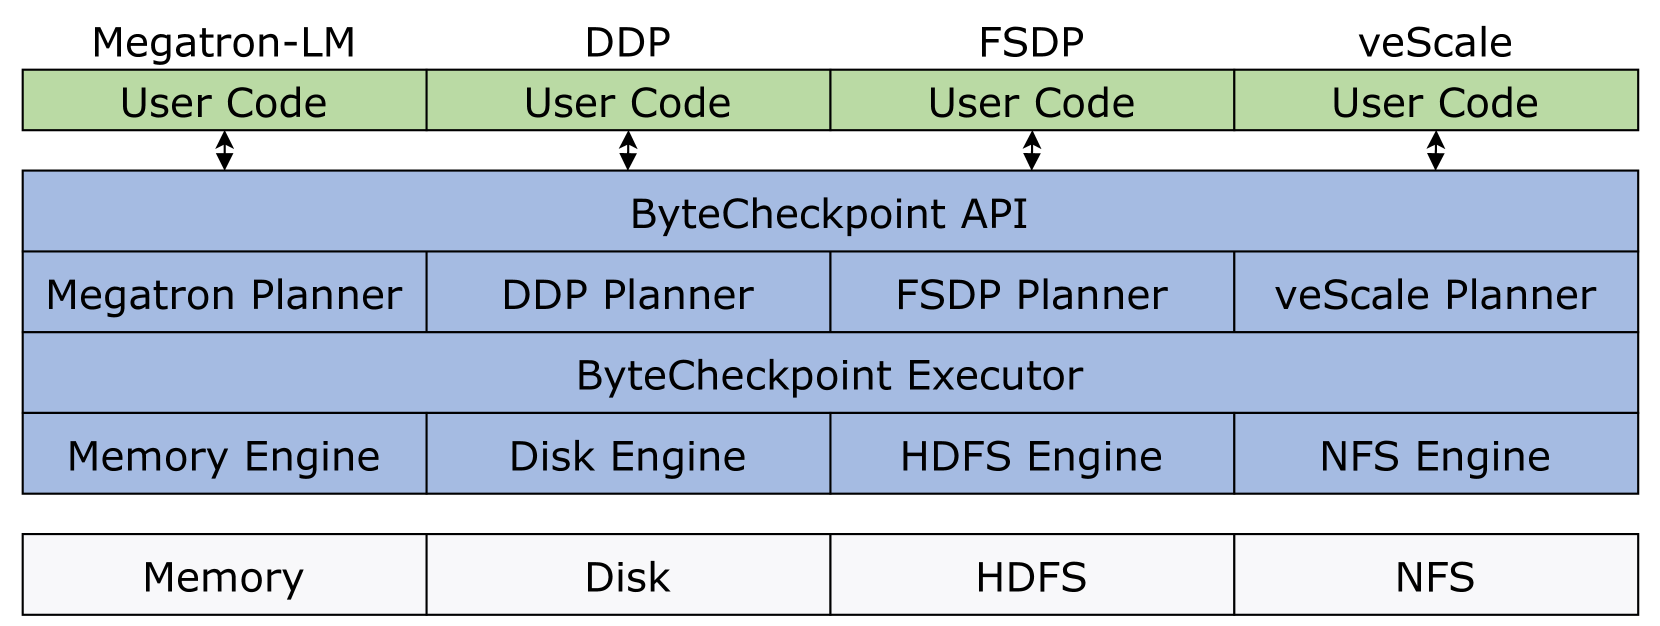 Megatron-LM DDP FSDP veScale
User Code User Code User Code User Code
ByteCheckpoint API
Megatron Planner DDP Planner FSDP Planner veScale Planner
ByteCheckpoint Executor
Memory Engine Disk Engine HDFS Engine NFS Engine
Memory Disk HDFS NFS